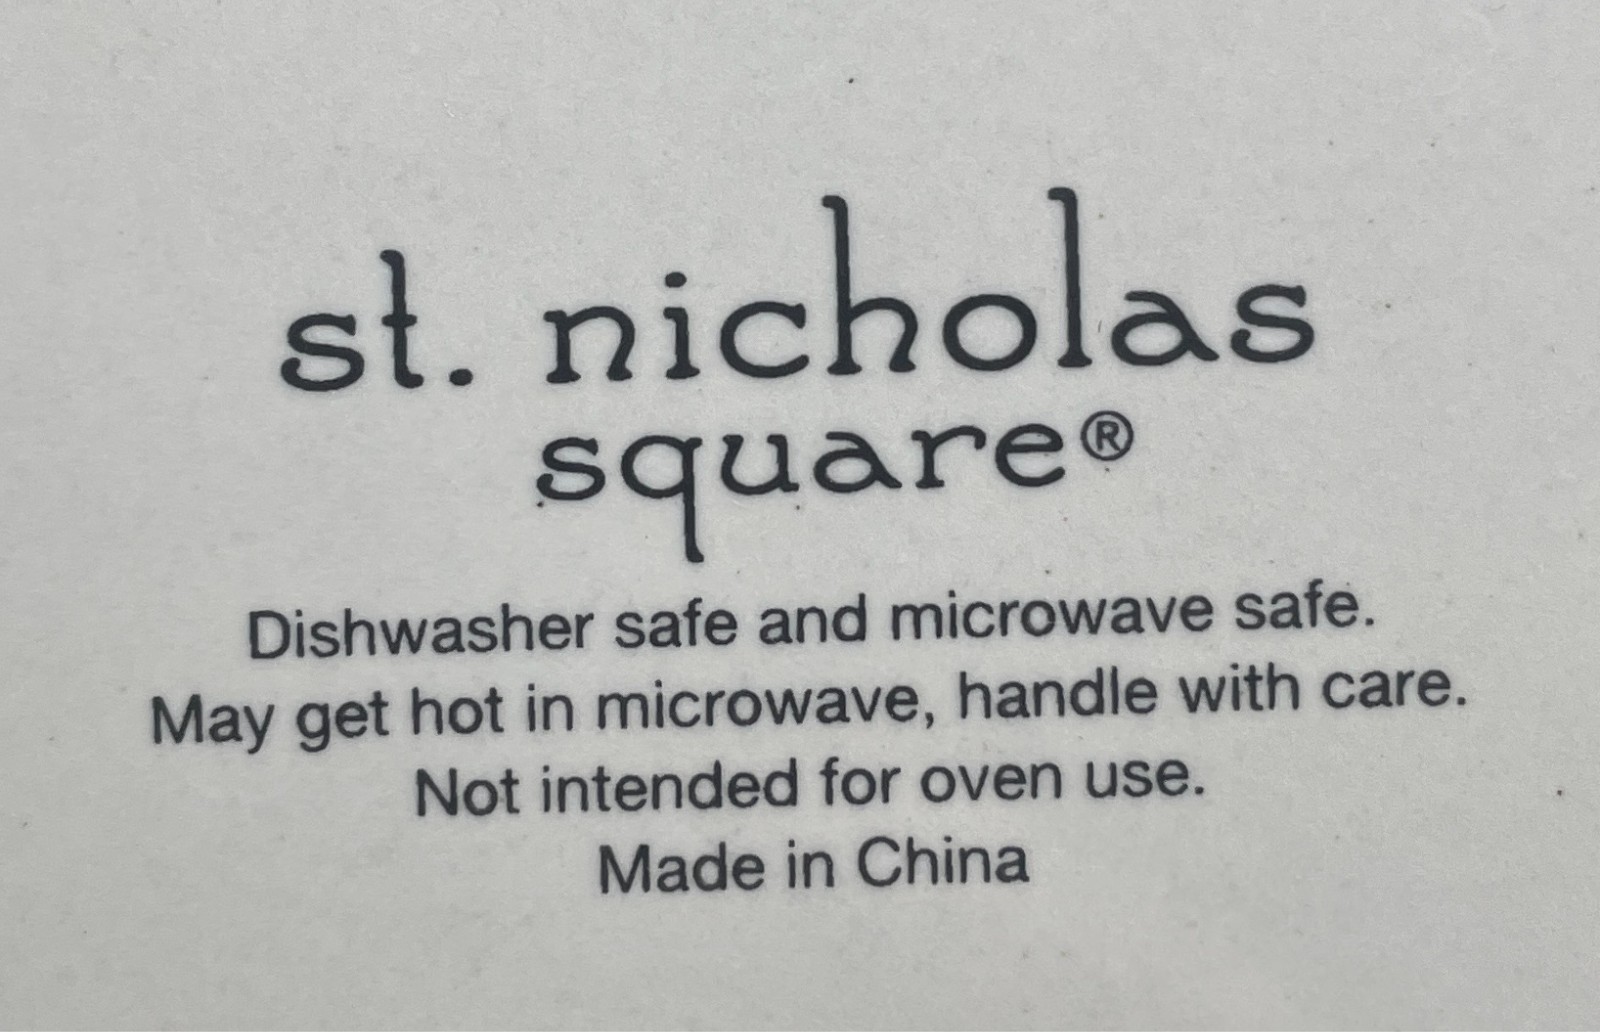 st. nicholas
square®
Dishwasher safe and microwave safe.
May get hot in microwave, handle with care.
Not intended for oven use.
Made in China